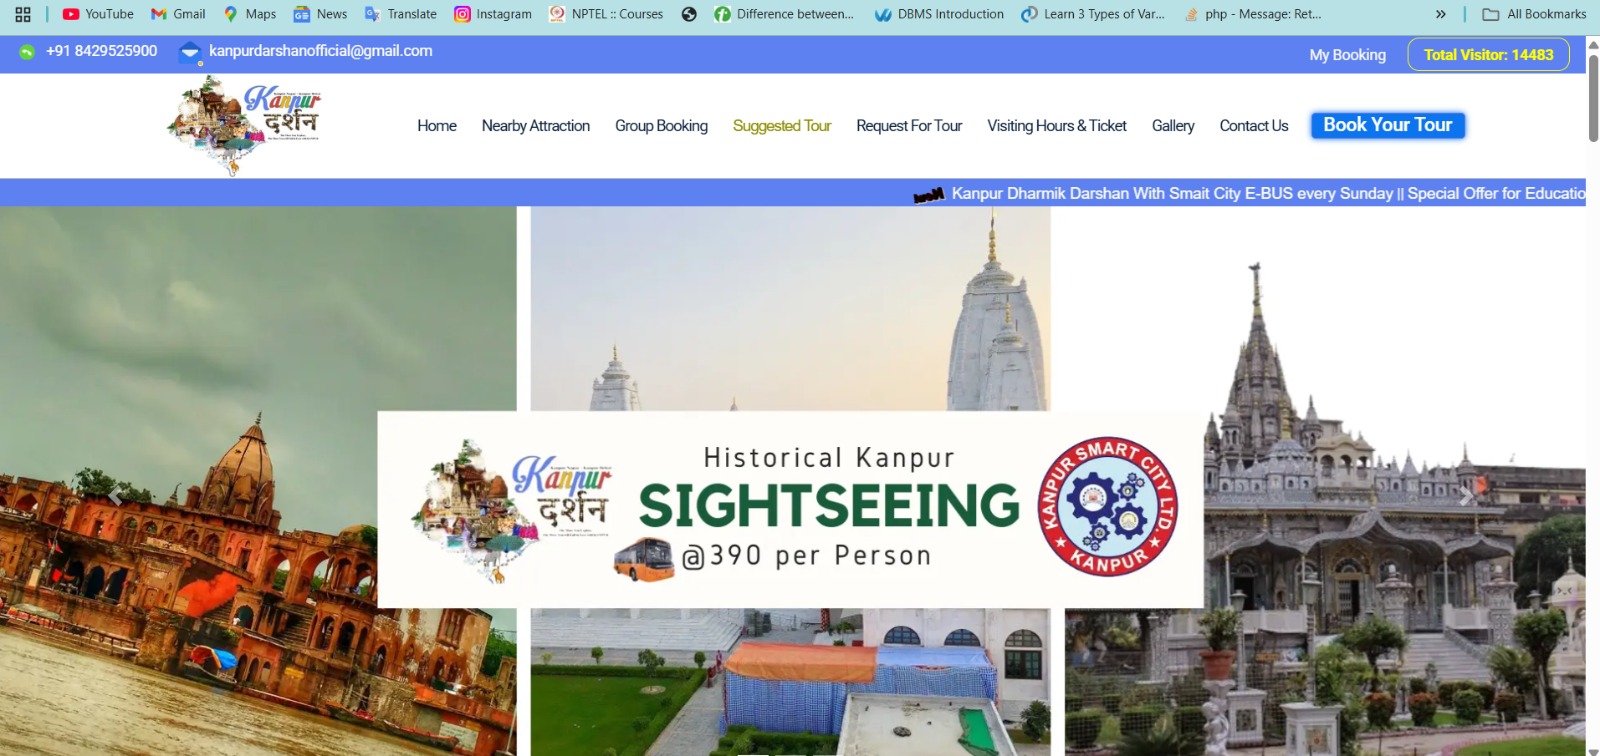 YouTube Gmail Maps News Translate Instagram NPTEL :: Courses Difference between... DBMS Introduction Learn 3 Types of Var... php - Message: Ret... » All Bookmarks
+91 8429525900 kanpurdarshanofficial@gmail.com My Booking Total Visitor: 14483
Kanpur
दर्शन
Home Nearby Attraction Group Booking Suggested Tour Request For Tour Visiting Hours & Ticket Gallery Contact Us Book Your Tour
Kanpur Dharmik Darshan With Smait City E-BUS every Sunday || Special Offer for Educatio
Kanpur
दर्शन
Historical Kanpur
SIGHTSEEING
@390 per Person
KANPUR SMART CITY LTD.
★ KANPUR ★